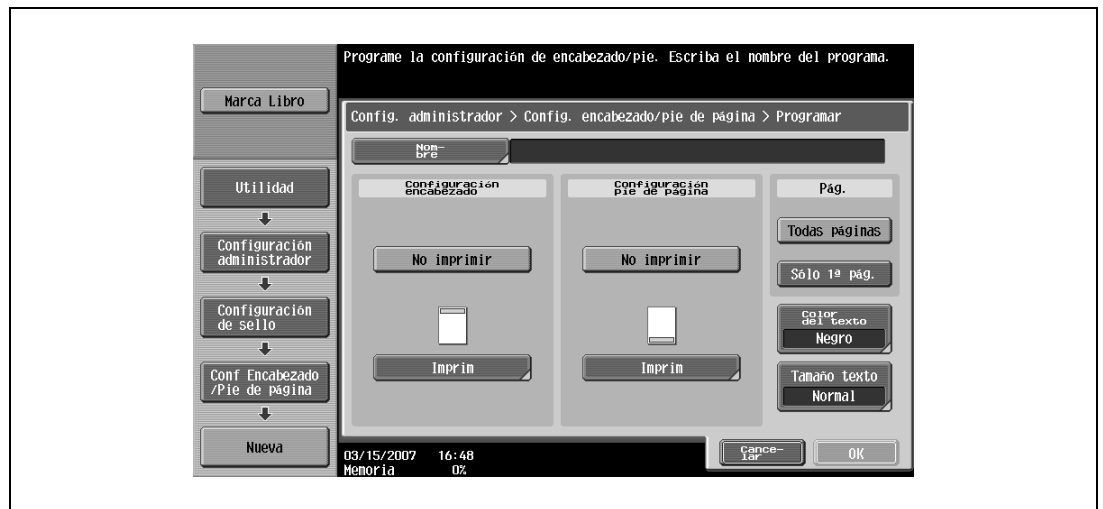 Programe la configuración de encabezado/pie. Escriba el nombre del programa.
Marca Libro
Config. administrador > Config. encabezado/pie de página > Programar
Nom-
bre
Utilidad
Configuración
administrador
Configuración
de sello
Conf Encabezado
/Pie de página
Nueva
Configuración
encabezado
No imprimir
Imprim
Configuración
pie de página
No imprimir
Imprim
Pág.
Todas páginas
Sólo 1ª pág.
Color
del texto
Negro
Tamaño texto
Normal
03/15/2007 16:48
Memoria 0%
Cance-
lar
OK